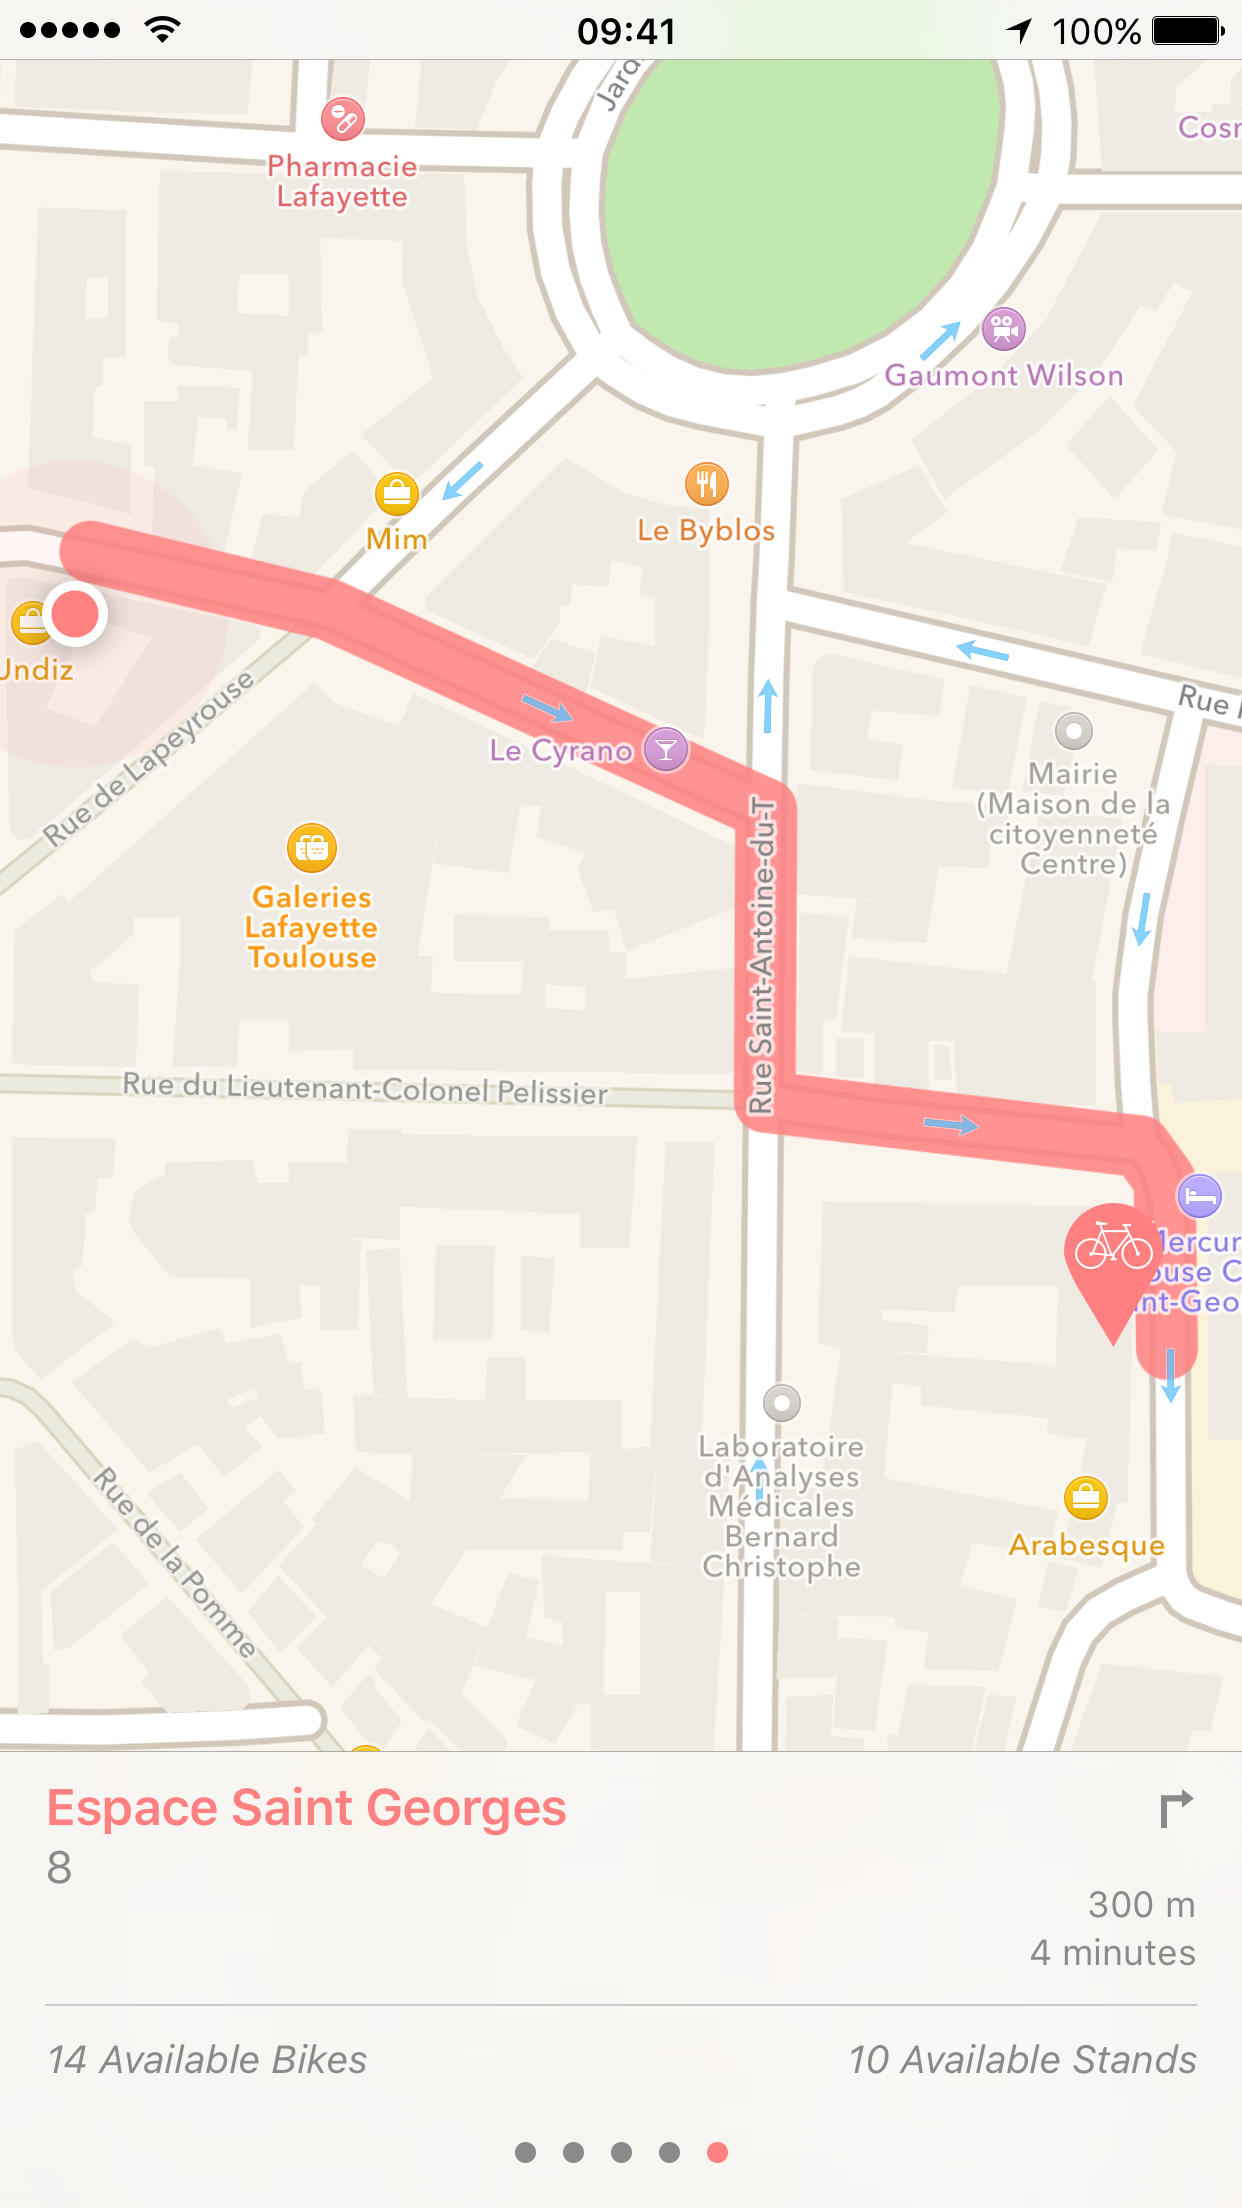 09:41
100%
Jard
Pharmacie
Lafayette
Gaumont Wilson
Mim
Le Byblos
Undiz
Rue de Lapeyrouse
Le Cyrano
Rue
Mairie
(Maison de la
citoyenneté
Centre)
Galeries
Lafayette
Toulouse
Rue Saint-Antoine-du-T
Rue du Lieutenant-Colonel Pelissier
Laboratoire
d'Analyses
Médicales
Bernard
Christophe
Arabesque
Rue de la Pomme
Espace Saint Georges
8
300 m
4 minutes
14 Available Bikes
10 Available Stands